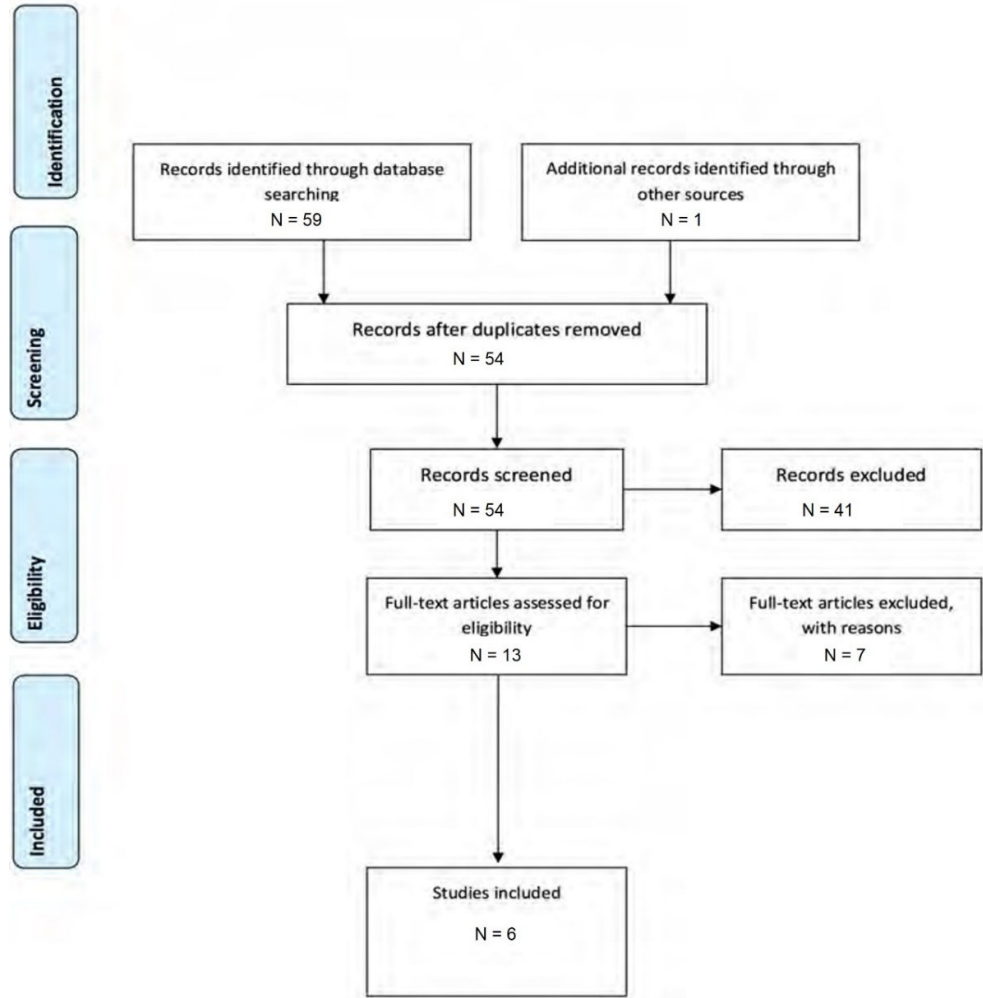 Identification
Records identified through database
searching
N = 59
Additional records identified through
other sources
N = 1
Screening
Records after duplicates removed
N = 54
Records screened
N = 54
Records excluded
N = 41
Eligibility
Full-text articles assessed for
eligibility
N = 13
Full-text articles excluded,
with reasons
N = 7
Included
Studies included
N = 6